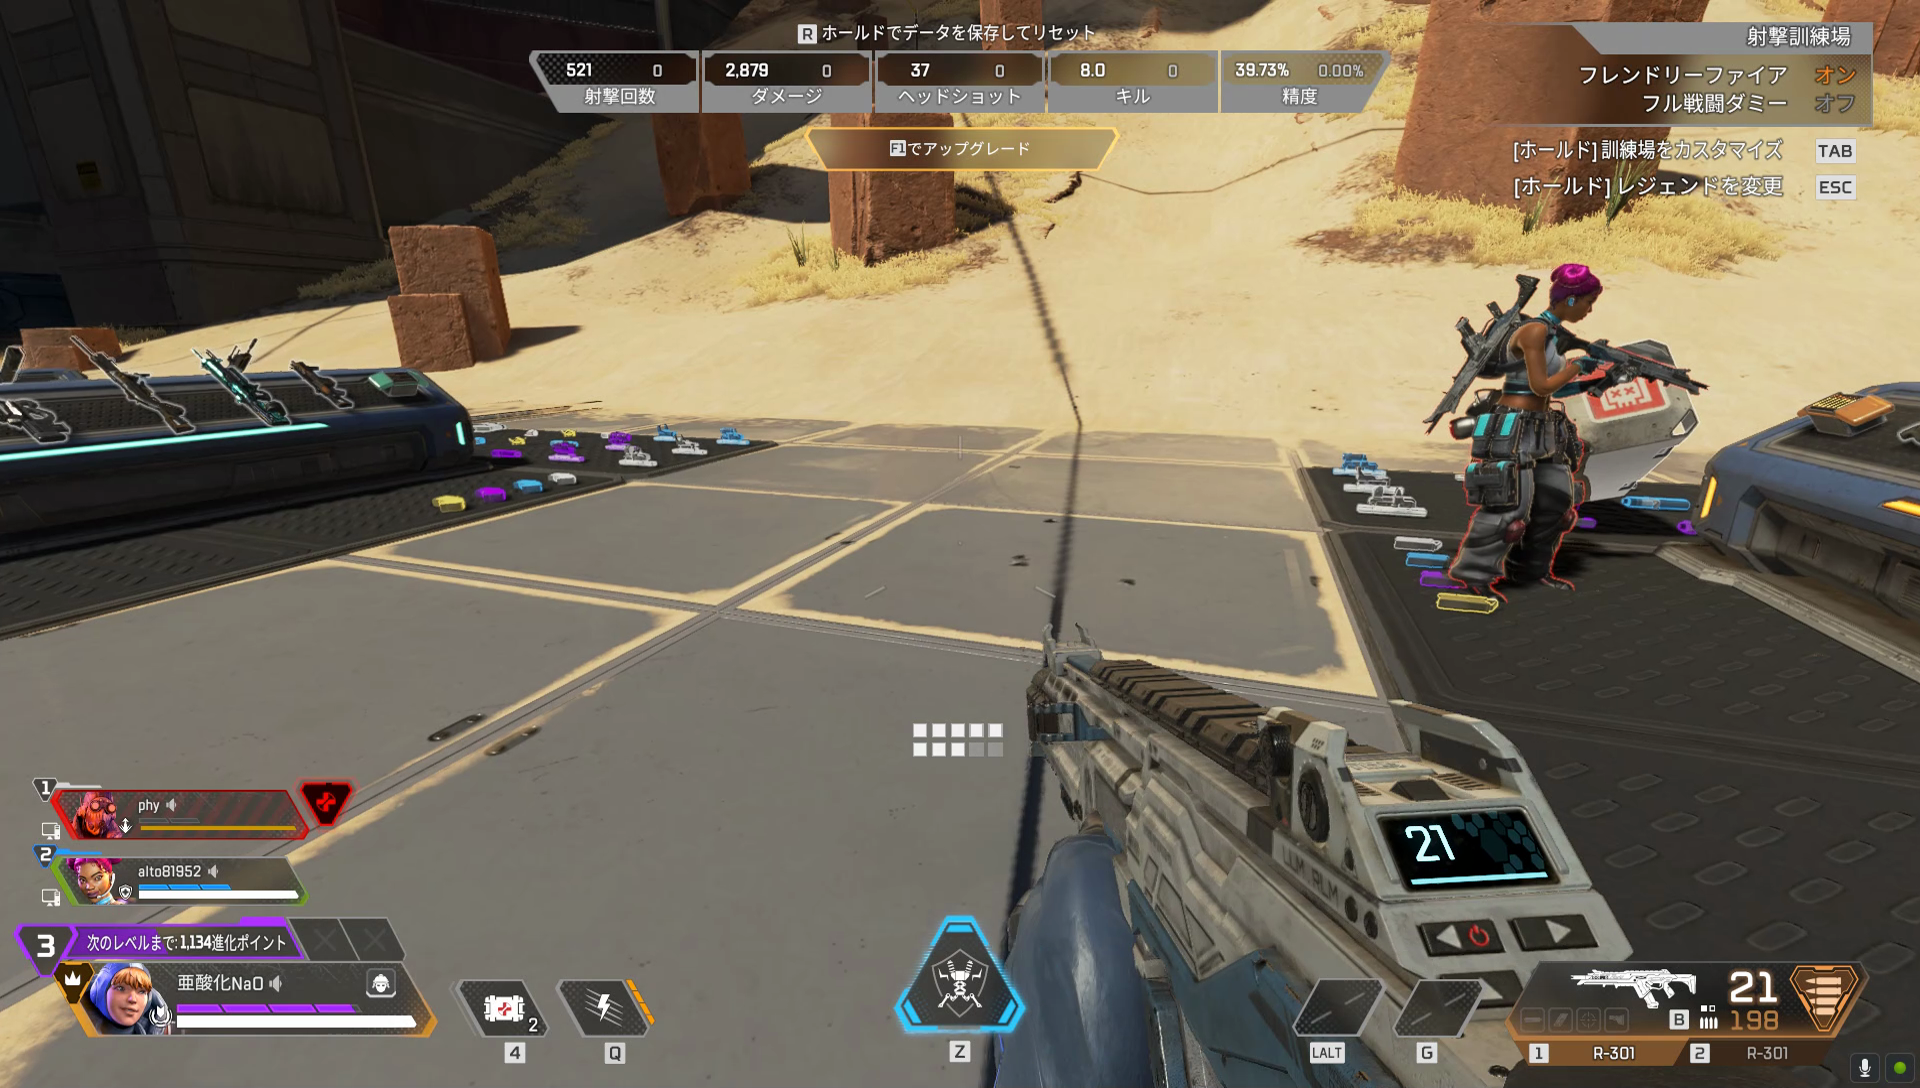 R ホールドでデータを保存してリセット
521 0 2,879 0 37 0 8.0 0 39.73% 0.00%
射撃回数 ダメージ ヘッドショット キル 精度
F1でアップグレード
射撃訓練場
フレンドリーファイア オン
フル戦闘ダミー オフ
[ホールド] 訓練場をカスタマイズ TAB
[ホールド] レジェンドを変更 ESC
21
1
phy
2
alto81952
3 次のレベルまで: 1,134進化ポイント
亜酸化NaO
2
4 Q Z LALT G
21
B 198
1 R-301 2 R-301